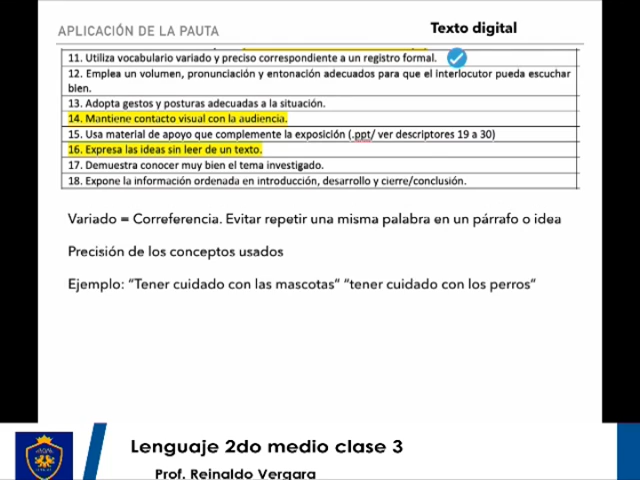 APLICACIÓN DE LA PAUTA
Texto digital
11. Utiliza vocabulario variado y preciso correspondiente a un registro formal.
12. Emplea un volumen, pronunciación y entonación adecuados para que el interlocutor pueda escuchar
bien.
13. Adopta gestos y posturas adecuadas a la situación.
14. Mantiene contacto visual con la audiencia.
15. Usa material de apoyo que complemente la exposición (.ppt/ ver descriptores 19 a 30)
16. Expresa las ideas sin leer de un texto.
17. Demuestra conocer muy bien el tema investigado.
18. Expone la información ordenada en introducción, desarrollo y cierre/conclusión.
Variado = Correferencia. Evitar repetir una misma palabra en un párrafo o idea
Precisión de los conceptos usados
Ejemplo: “Tener cuidado con las mascotas” “tener cuidado con los perros”
Lenguaje 2do medio clase 3
Prof. Reinaldo Vergara